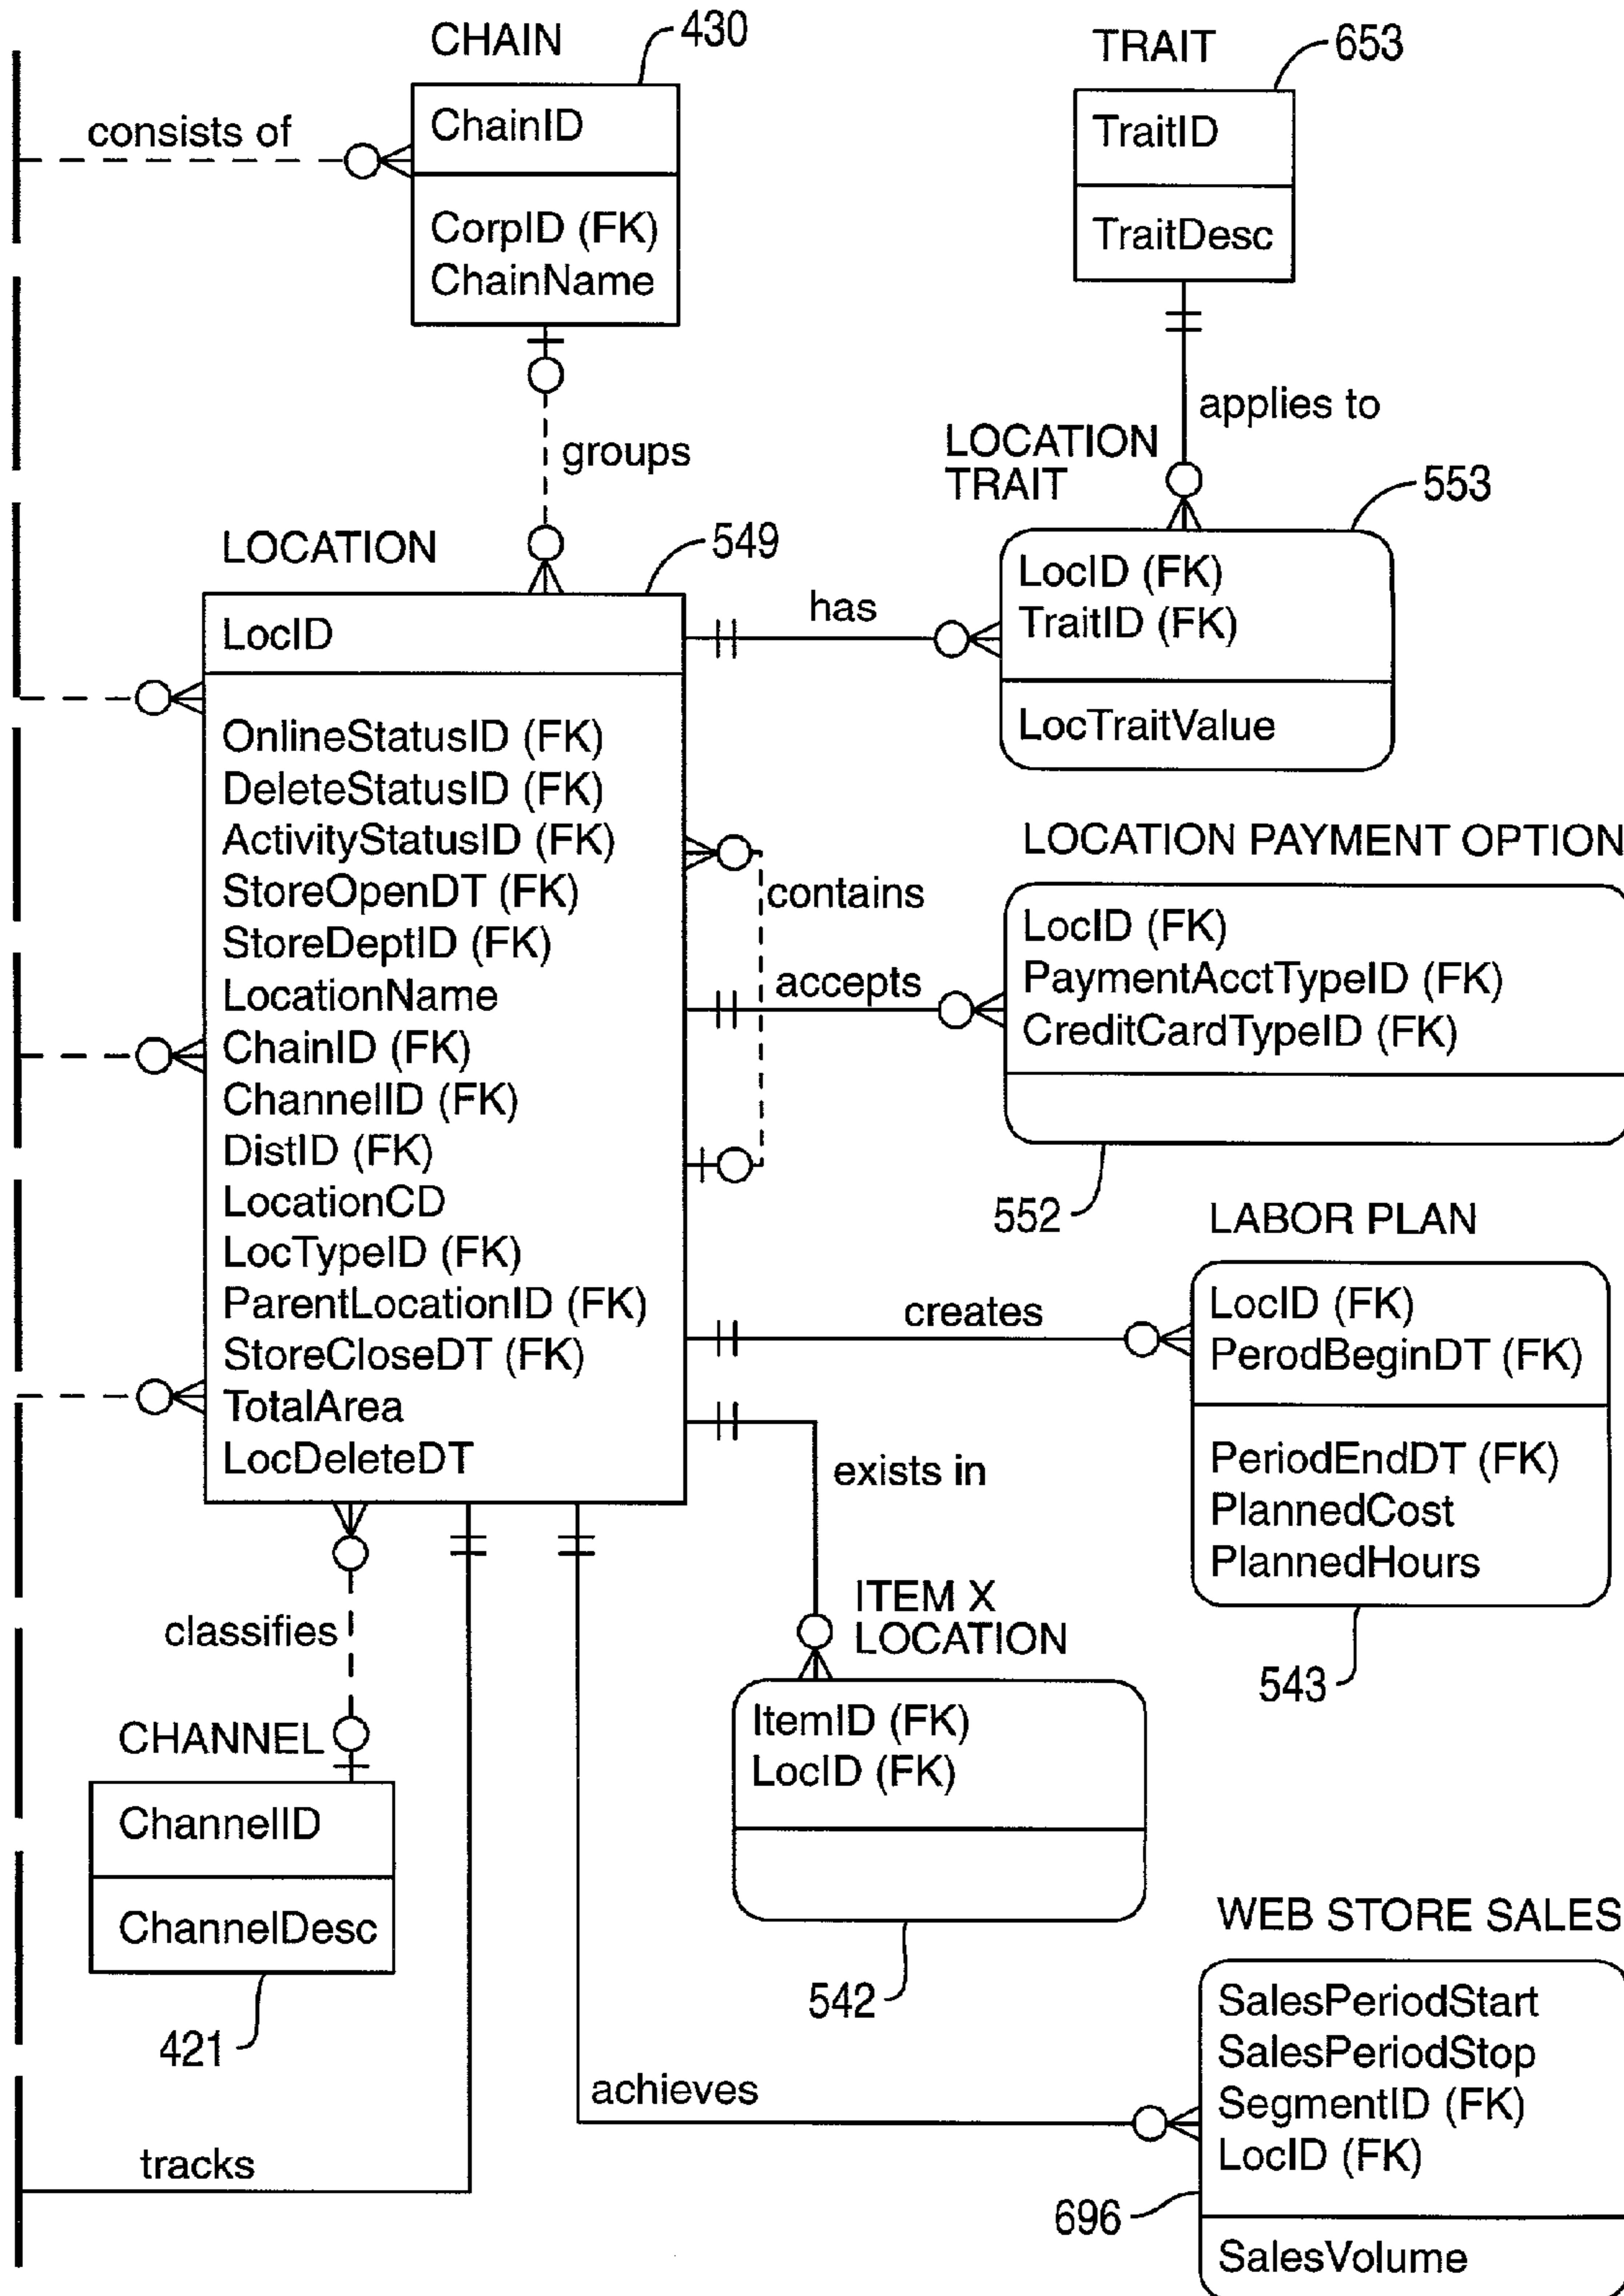 CHAIN
430
ChainID
CorpID (FK)
ChainName
consists of
groups
TRAIT
653
TraitID
TraitDesc
applies to
LOCATION
TRAIT
553
LocID (FK)
TraitID (FK)
LocTraitValue
has
LOCATION
549
LocID
OnlineStatusID (FK)
DeleteStatusID (FK)
ActivityStatusID (FK)
StoreOpenDT (FK)
StoreDeptID (FK)
LocationName
ChainID (FK)
ChannelID (FK)
DistID (FK)
LocationCD
LocTypeID (FK)
ParentLocationID (FK)
StoreCloseDT (FK)
TotalArea
LocDeleteDT
contains
accepts
LOCATION PAYMENT OPTION
LocID (FK)
PaymentAcctTypeID (FK)
CreditCardTypeID (FK)
552
creates
LABOR PLAN
LocID (FK)
PerodBeginDT (FK)
PeriodEndDT (FK)
PlannedCost
PlannedHours
543
exists in
ITEM X
LOCATION
ItemID (FK)
LocID (FK)
542
classifies
CHANNEL
ChannelID
ChannelDesc
421
achieves
tracks
WEB STORE SALES
SalesPeriodStart
SalesPeriodStop
SegmentID (FK)
LocID (FK)
SalesVolume
696